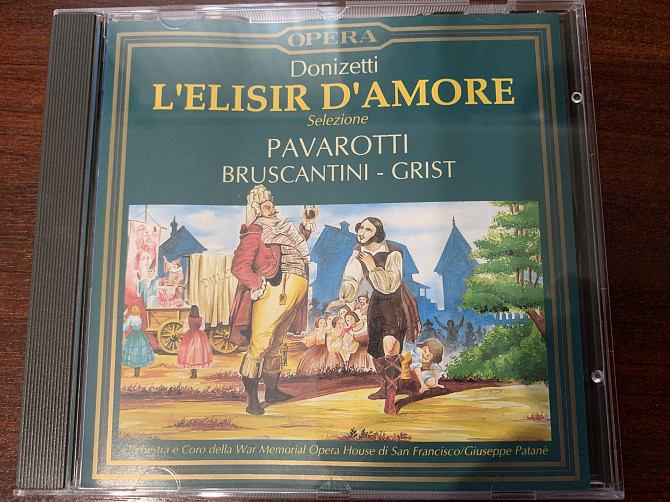 OPERA
Donizetti
L'ELISIR D'AMORE
Selezione
PAVAROTTI
BRUSCANTINI - GRIST
Orchestra e Coro della War Memorial Opera House di San Francisco/Giuseppe Patanè